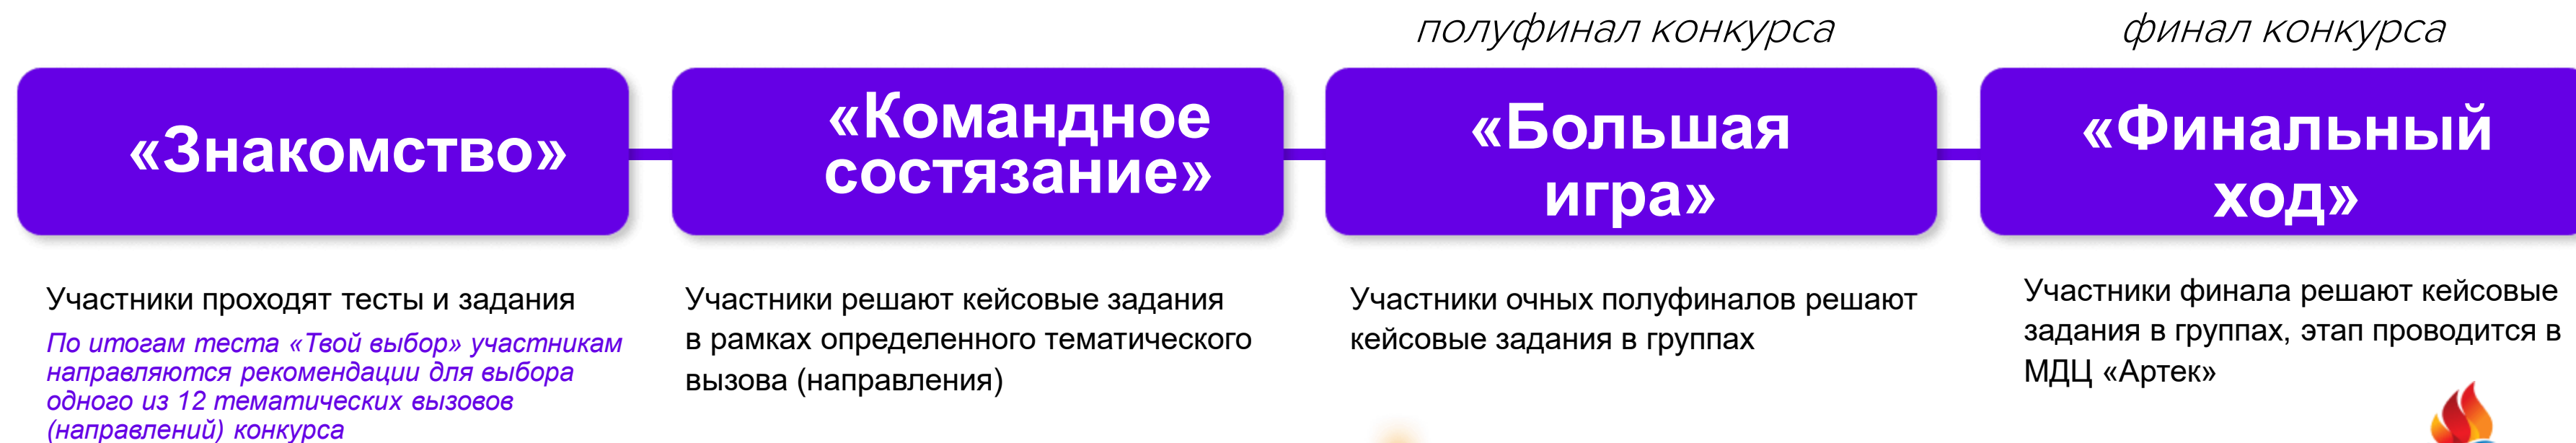 полуфинал конкурса
финал конкурса
«Знакомство»
«Командное
состязание»
«Большая
игра»
«Финальный
ход»
Участники проходят тесты и задания
По итогам теста «Твой выбор» участникам
направляются рекомендации для выбора
одного из 12 тематических вызовов
(направлений) конкурса
Участники решают кейсовые задания
в рамках определенного тематического
вызова (направления)
Участники очных полуфиналов решают
кейсовые задания в группах
Участники финала решают кейсовые
задания в группах, этап проводится в
МДЦ «Артек»